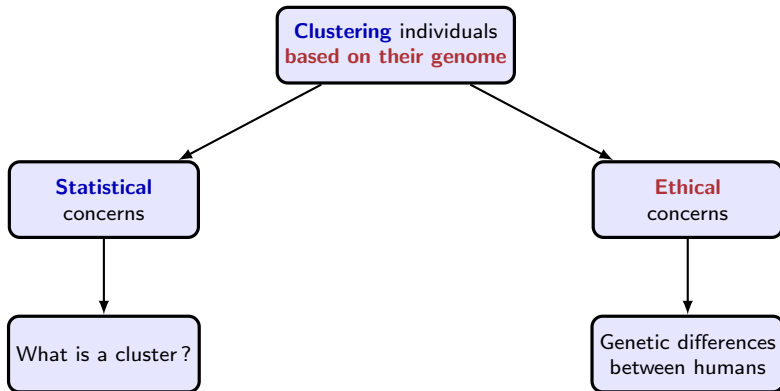 Clustering individuals
based on their genome
Statistical
concerns
Ethical
concerns
What is a cluster ?
Genetic differences
between humans